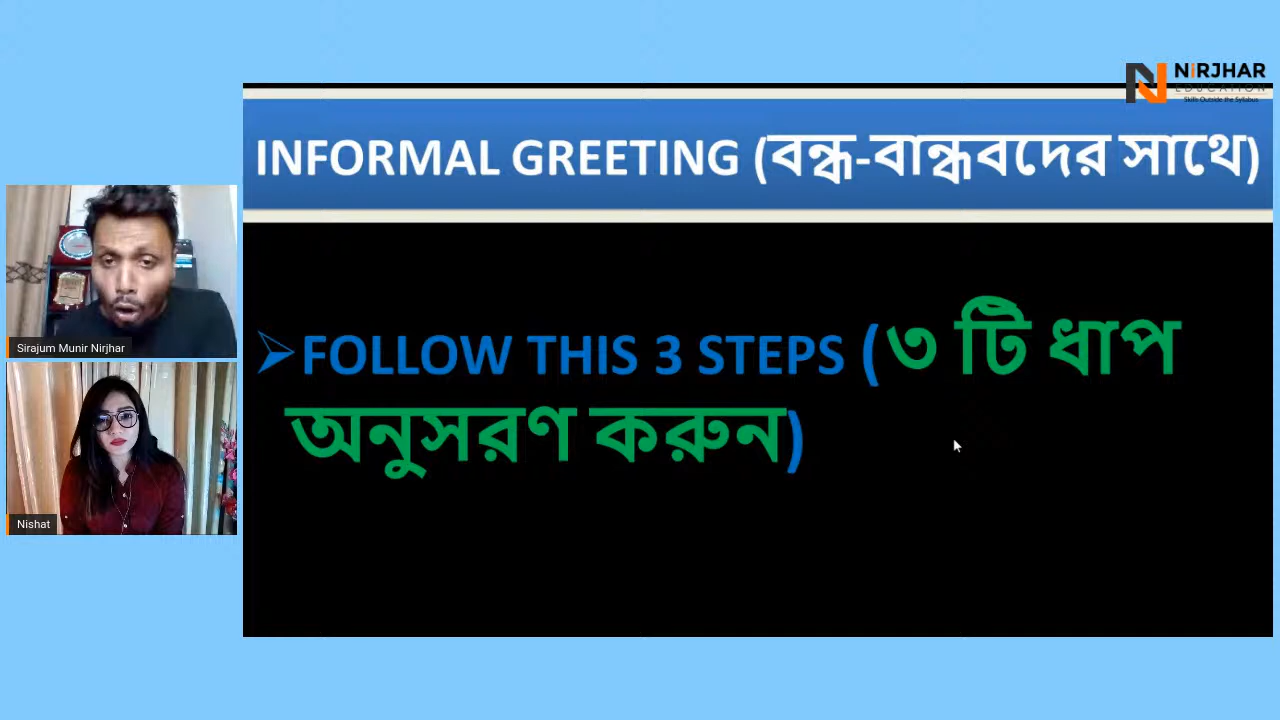 NiRJHAR
EDUCATION
Skills Outside the Syllabus
INFORMAL GREETING (বন্ধ-বান্ধবদের সাথে)
FOLLOW THIS 3 STEPS (৩ টি ধাপ
অনুসরণ করুন)
Sirajum Munir Nirjhar
Nishat